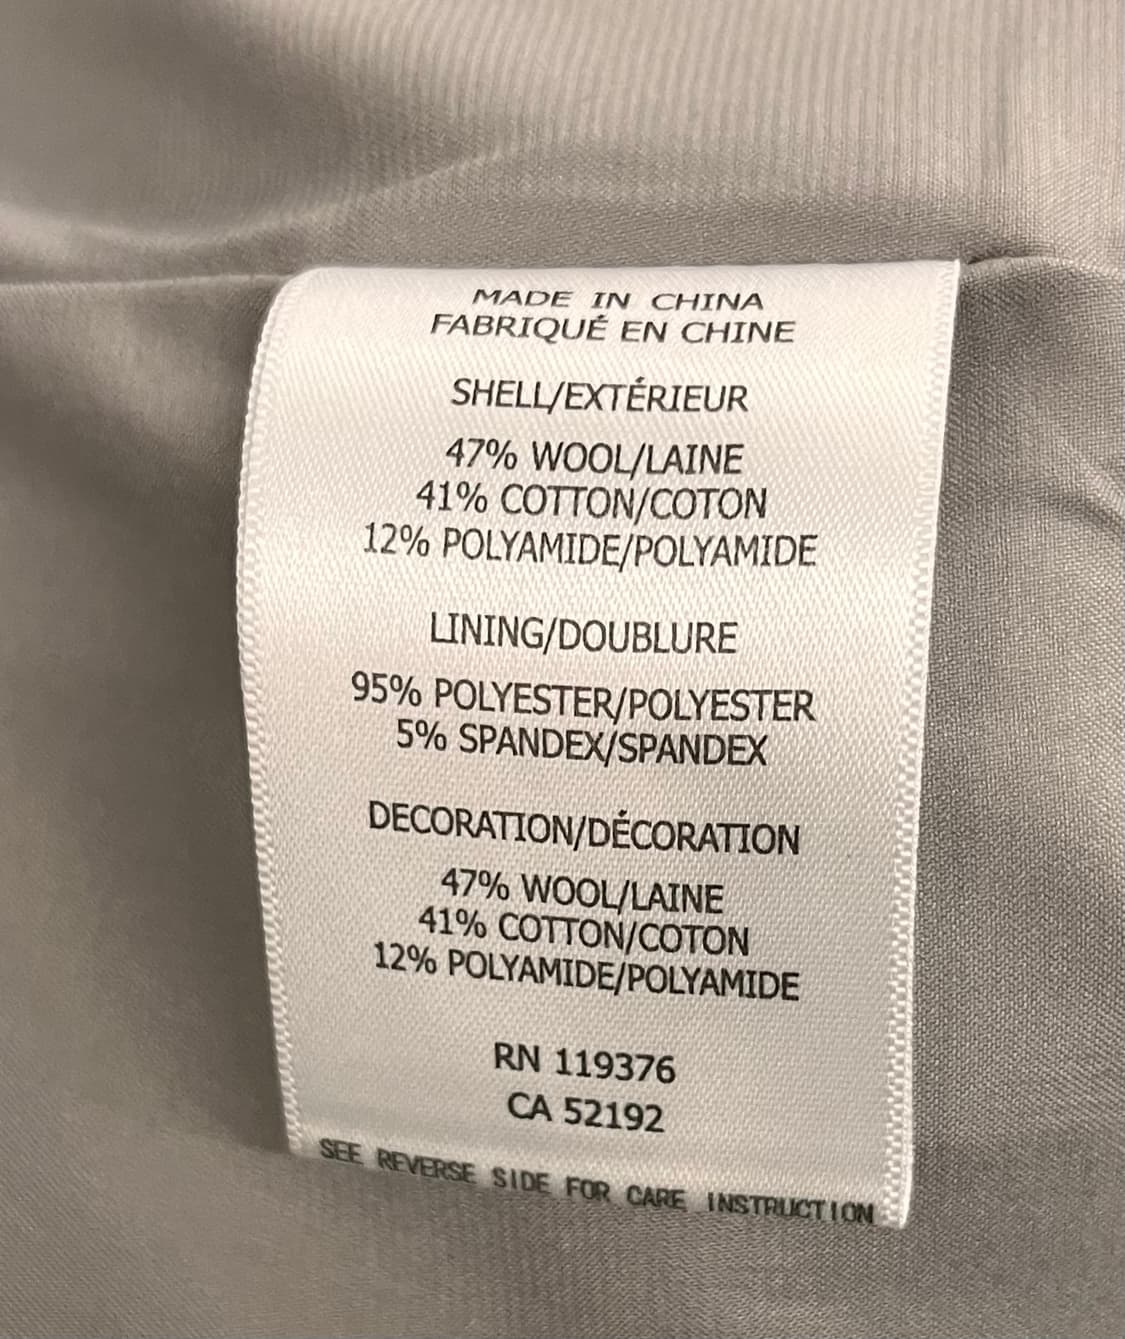 MADE IN CHINA
FABRIQUÉ EN CHINE
SHELL/EXTÉRIEUR
47% WOOL/LAINE
41% COTTON/COTON
12% POLYAMIDE/POLYAMIDE
LINING/DOUBLURE
95% POLYESTER/POLYESTER
5% SPANDEX/SPANDEX
DECORATION/DÉCORATION
47% WOOL/LAINE
41% COTTON/COTON
12% POLYAMIDE/POLYAMIDE
RN 119376
CA 52192
SEE REVERSE SIDE FOR CARE INSTRUCTION